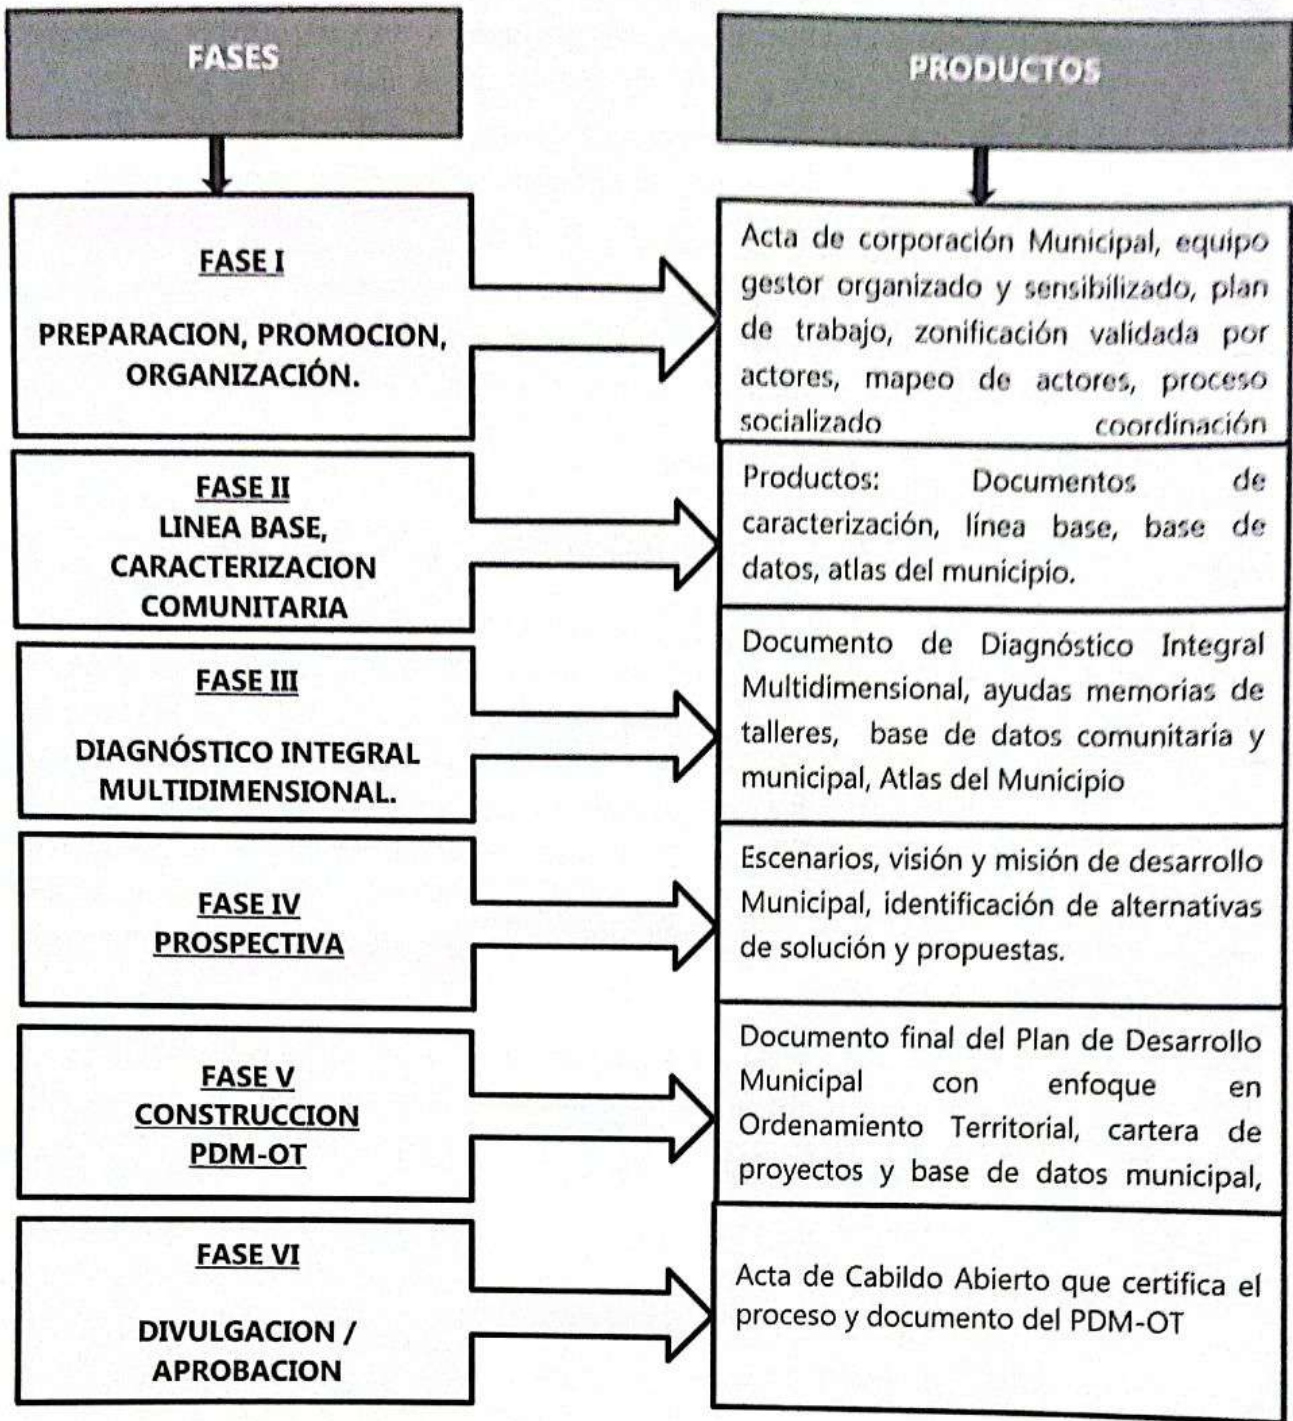 FASES
PRODUCTOS
FASE I
PREPARACION, PROMOCION,
ORGANIZACIÓN.
Acta de corporación Municipal, equipo
gestor organizado y sensibilizado, plan
de trabajo, zonificación validada por
actores, mapeo de actores, proceso
socializado coordinación
FASE II
LINEA BASE,
CARACTERIZACION
COMUNITARIA
Productos: Documentos de
caracterización, línea base, base de
datos, atlas del municipio.
FASE III
DIAGNÓSTICO INTEGRAL
MULTIDIMENSIONAL.
Documento de Diagnóstico Integral
Multidimensional, ayudas memorias de
talleres, base de datos comunitaria y
municipal, Atlas del Municipio
FASE IV
PROSPECTIVA
Escenarios, visión y misión de desarrollo
Municipal, identificación de alternativas
de solución y propuestas.
FASE V
CONSTRUCCION
PDM-OT
Documento final del Plan de Desarrollo
Municipal con enfoque en
Ordenamiento Territorial, cartera de
proyectos y base de datos municipal,
FASE VI
DIVULGACION /
APROBACION
Acta de Cabildo Abierto que certifica el
proceso y documento del PDM-OT